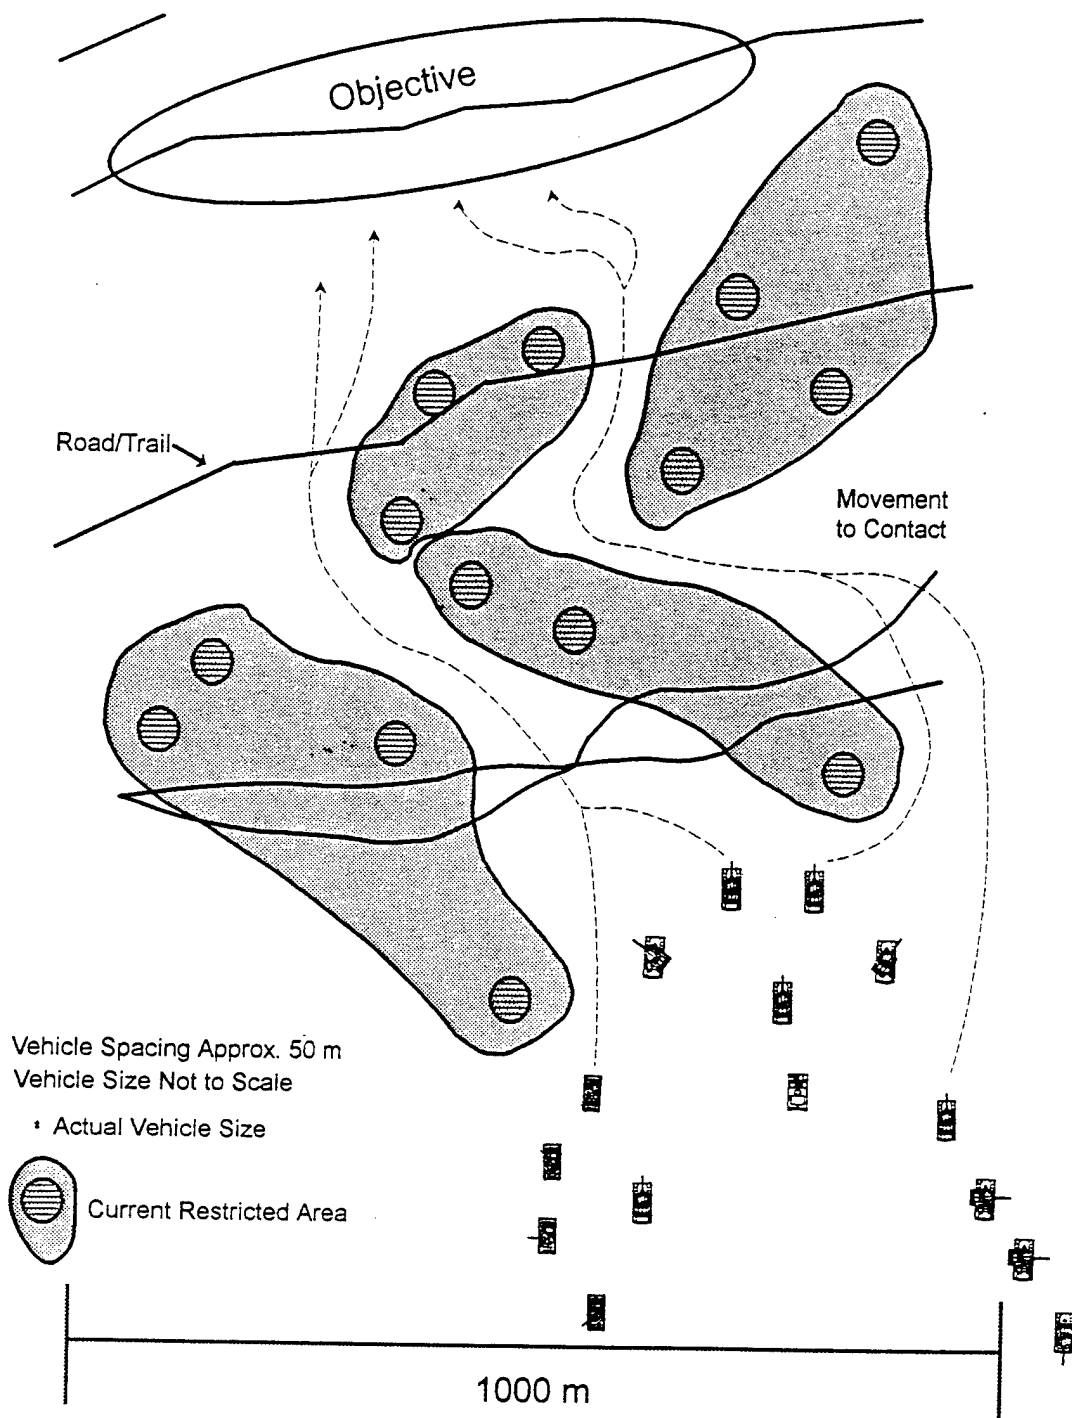 Objective
Road/Trail
Movement
to Contact
Vehicle Spacing Approx. 50 m
Vehicle Size Not to Scale
Actual Vehicle Size
Current Restricted Area
1000 m